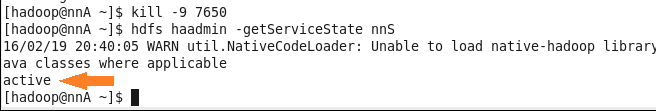 [hadoop@nnA ~]$ kill -9 7650
[hadoop@nnA ~]$ hdfs haadmin -getServiceState nnS
16/02/19 20:40:05 WARN util.NativeCodeLoader: Unable to load native-hadoop library
ava classes where applicable
active
[hadoop@nnA ~]$